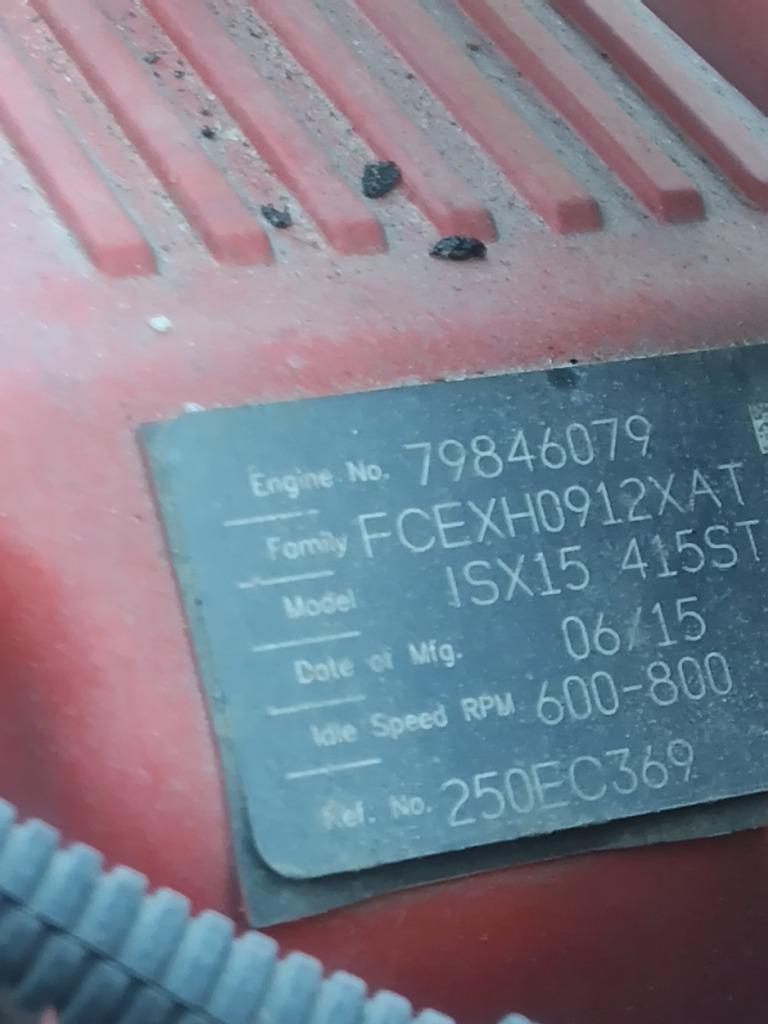 Engine No. 79846079
Family FCEXH0912XAT
Model ISX15 415ST
Date of Mfg. 06/15
Idle Speed RPM 600-800
Ref. No. 250EC369